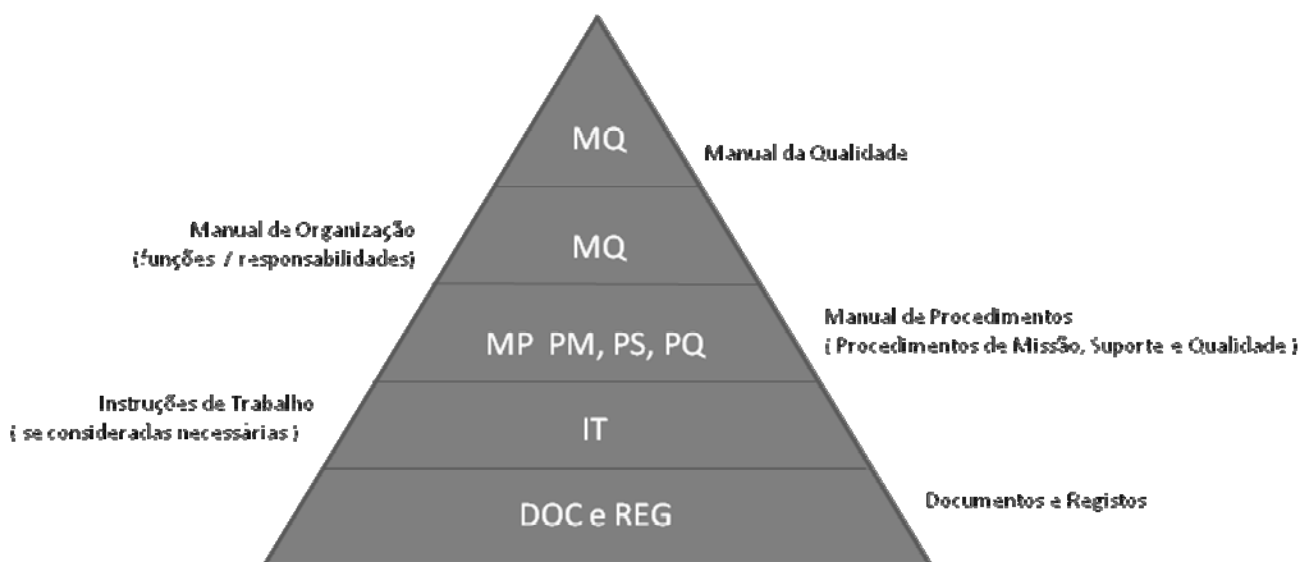 MQ
Manual da Qualidade
Manual de Organização
(funções / responsabilidades)
MQ
MP PM, PS, PQ
Manual de Procedimentos
( Procedimentos de Missão, Suporte e Qualidade )
Instruções de Trabalho
( se consideradas necessárias )
IT
DOC e REG
Documentos e Registos